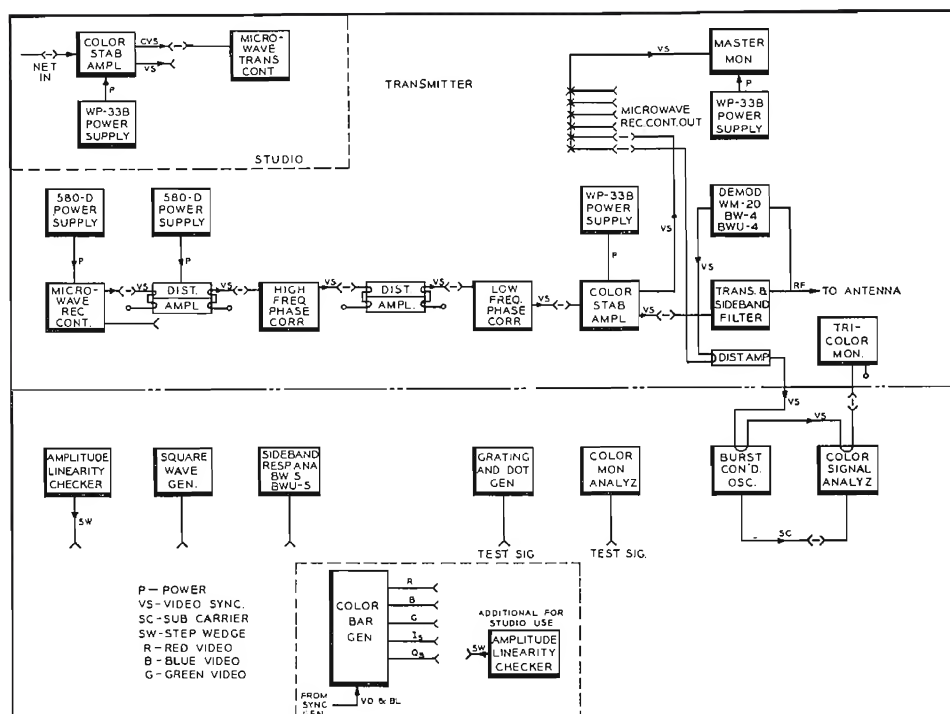 COLOR
STAB
AMPL
CVS
VS
MICRO-
WAVE
TRANS
CONT
NET
IN
P
WP-33B
POWER
SUPPLY
STUDIO
TRANSMITTER
VS
MASTER
MON
P
WP-33B
POWER
SUPPLY
MICROWAVE
REC.CONT.OUT
580-D
POWER
SUPPLY
580-D
POWER
SUPPLY
WP-33B
POWER
SUPPLY
DEMOD
WM-20
BW-4
BWU-4
P
P
P
VS
VS
MICRO-
WAVE
REC
CONT.
VS
DIST.
AMPL
VS
HIGH
FREQ.
PHASE
CORR
VS
DIST
AMPL.
VS
LOW
FREQ.
PHASE
CORR
VS
COLOR
STAB
AMPL
VS
TRANS. &
SIDEBAND
FILTER
RF
TO ANTENNA
DIST AMP
TRI-
COLOR
MON.
VS
VS
AMPLITUDE
LINEARITY
CHECKER
SW
SQUARE
WAVE
GEN.
SIDEBAND
RESP ANA
BW 5
BWU-5
GRATING
AND DOT
GEN
TEST SIG
COLOR
MON
ANALYZ
TEST SIG.
BURST
CON'D.
OSC.
COLOR
SIGNAL
ANALYZ
SC
P — POWER
VS - VIDEO SYNC.
SC - SUB CARRIER
SW - STEP WEDGE
R - RED VIDEO
B - BLUE VIDEO
G - GREEN VIDEO
COLOR
BAR
GEN
R
B
G
IS
QS
FROM
SYNC
GEN
VD & BL
ADDITIONAL FOR
STUDIO USE
SW
AMPLITUDE
LINEARITY
CHECKER